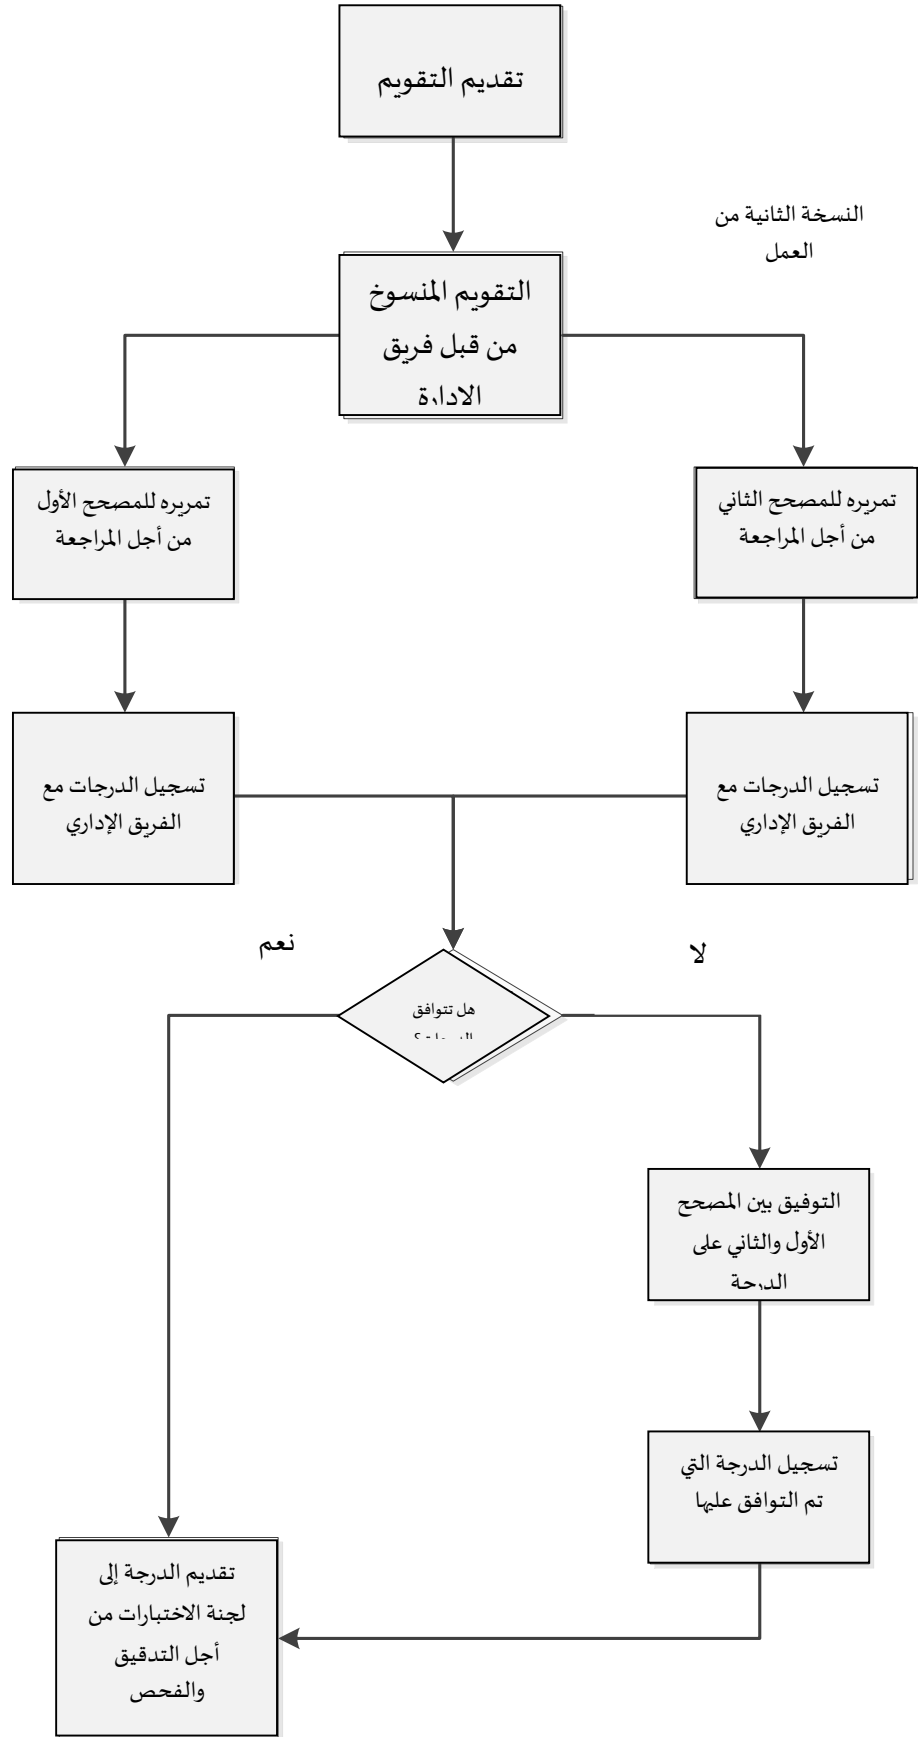 تقديم التقويم
النسخة الثانية من
العمل
التقويم المنسوخ
من قبل فريق
الادارة
تمريره للمصحح الثاني
من أجل المراجعة
تمريره للمصحح الأول
من أجل المراجعة
تسجيل الدرجات مع
الفريق الإداري
تسجيل الدرجات مع
الفريق الإداري
لا
نعم
هل تتوافق
الدرجات؟
التوفيق بين المصحح
الأول والثاني على
الدرجة
تسجيل الدرجة التي
تم التوافق عليها
تقديم الدرجة إلى
لجنة الاختبارات من
أجل التدقيق
والفحص